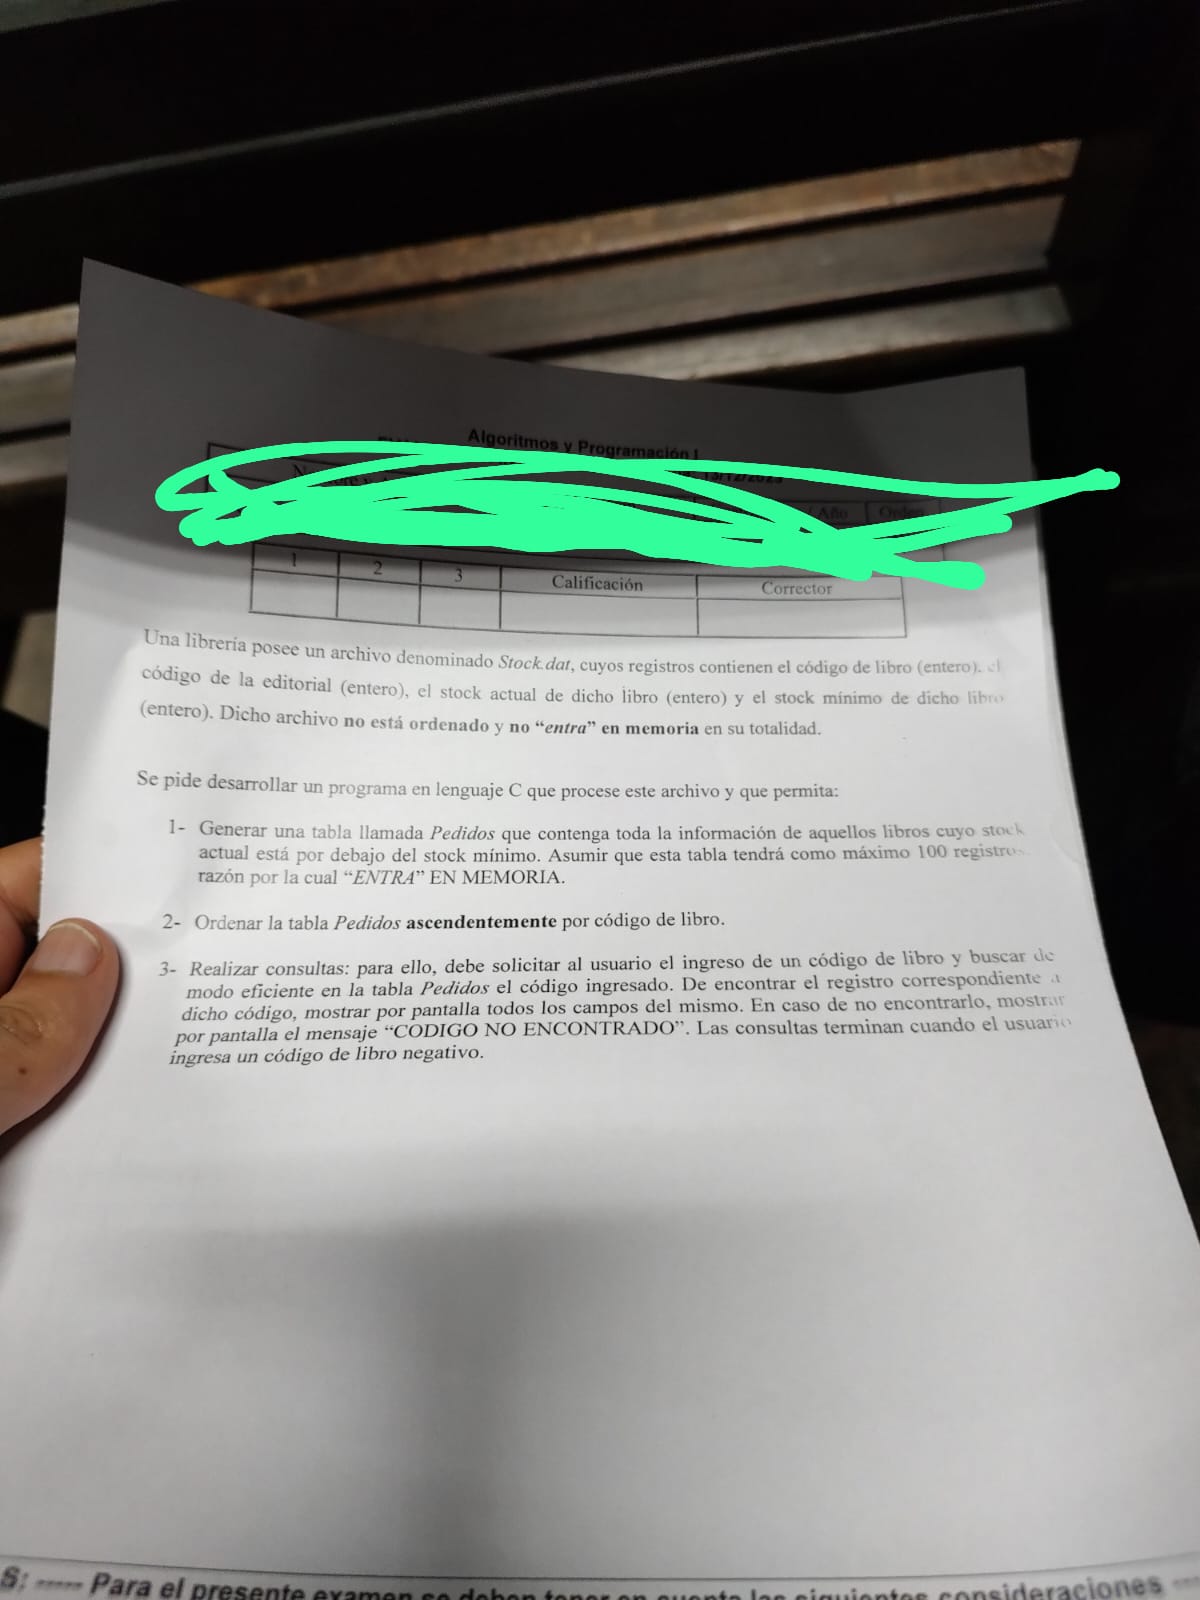 Algoritmos y Programación I
13/12/2023
Año Orden
1 2 3 Calificación Corrector
Una librería posee un archivo denominado Stock.dat, cuyos registros contienen el código de libro (entero), el
código de la editorial (entero), el stock actual de dicho libro (entero) y el stock mínimo de dicho libro
(entero). Dicho archivo no está ordenado y no “entra” en memoria en su totalidad.
Se pide desarrollar un programa en lenguaje C que procese este archivo y que permita:
1- Generar una tabla llamada Pedidos que contenga toda la información de aquellos libros cuyo stock
actual está por debajo del stock mínimo. Asumir que esta tabla tendrá como máximo 100 registros,
razón por la cual “ENTRA” EN MEMORIA.
2- Ordenar la tabla Pedidos ascendentemente por código de libro.
3- Realizar consultas: para ello, debe solicitar al usuario el ingreso de un código de libro y buscar de
modo eficiente en la tabla Pedidos el código ingresado. De encontrar el registro correspondiente a
dicho código, mostrar por pantalla todos los campos del mismo. En caso de no encontrarlo, mostrar
por pantalla el mensaje “CODIGO NO ENCONTRADO”. Las consultas terminan cuando el usuario
ingresa un código de libro negativo.
S: ----- Para el presente examen se deben tener en cuenta las siguientes consideraciones ---